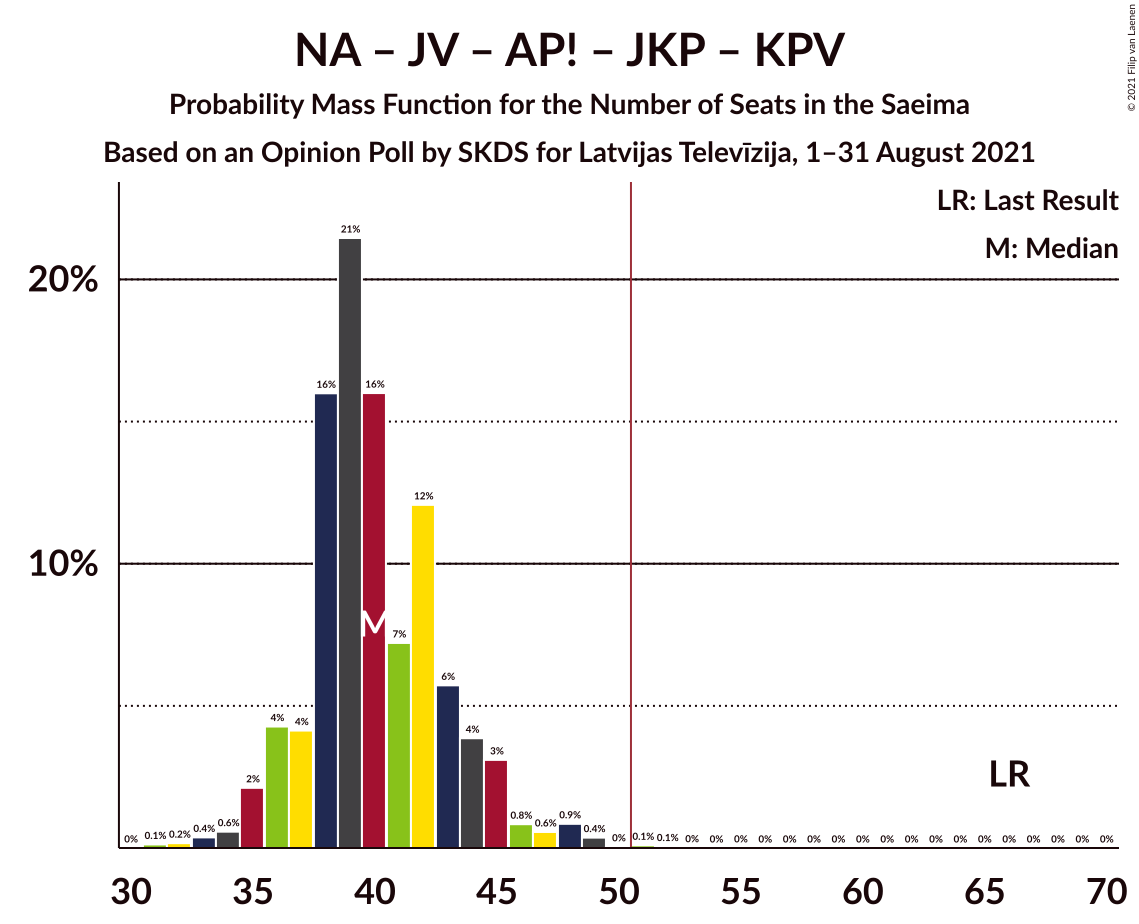 NA – JV – AP! – JKP – KPV
Probability Mass Function for the Number of Seats in the Saeima
Based on an Opinion Poll by SKDS for Latvijas Televīzija, 1–31 August 2021
© 2021 Filip van Laenen
LR: Last Result
M: Median
20%
10%
0% 0.1% 0.2% 0.4% 0.6% 2% 4% 4% 16% 21% 16% 7% 12% 6% 4% 3% 0.8% 0.6% 0.9% 0.4% 0% 0.1% 0.1% 0% 0% 0% 0% 0% 0% 0% 0% 0% 0% 0% 0% 0% 0% 0% 0% 0% 0%
M
LR
30 35 40 45 50 55 60 65 70